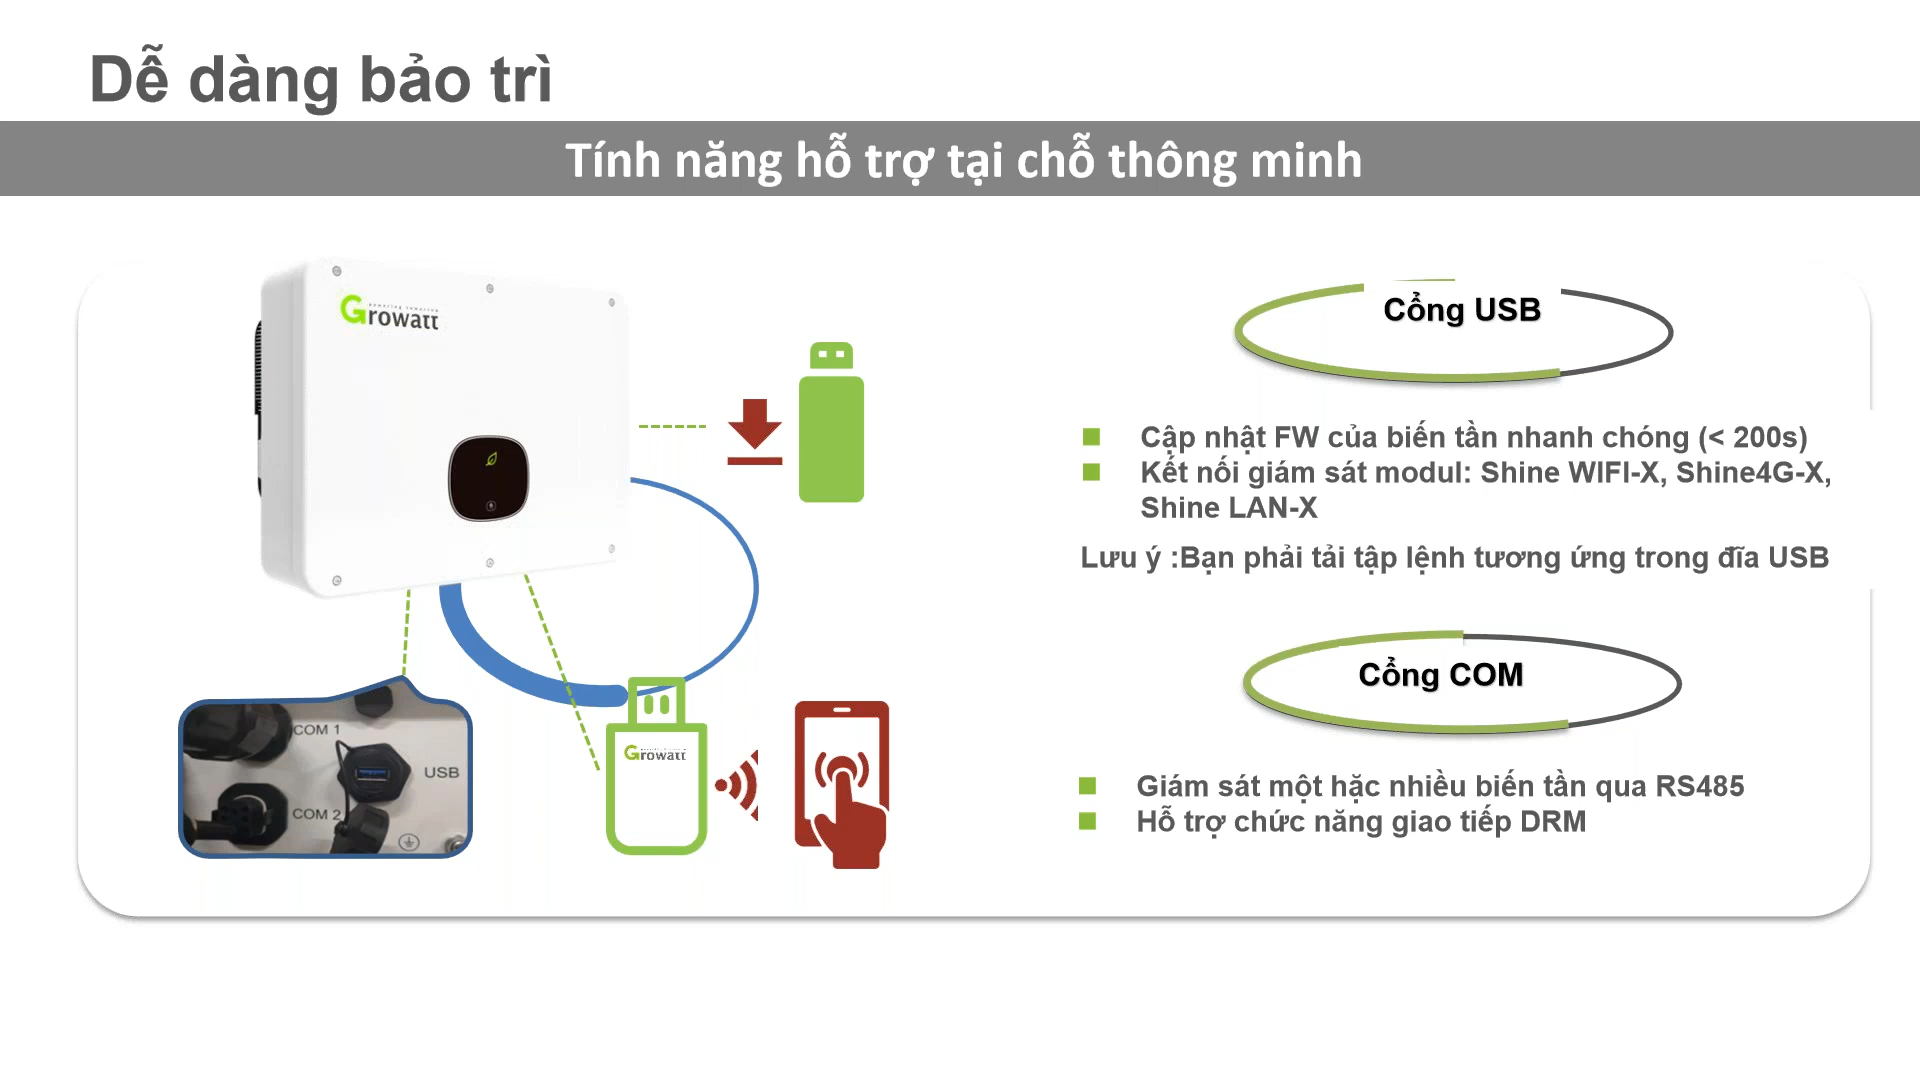 Dễ dàng bảo trì
Tính năng hỗ trợ tại chỗ thông minh
Growatt
Cổng USB
Cập nhật FW của biến tần nhanh chóng (< 200s)
Kết nối giám sát modul: Shine WIFI-X, Shine4G-X,
Shine LAN-X
Lưu ý :Bạn phải tải tập lệnh tương ứng trong đĩa USB
Cổng COM
Giám sát một hặc nhiều biến tần qua RS485
Hỗ trợ chức năng giao tiếp DRM
COM 1
USB
COM 2
Growatt